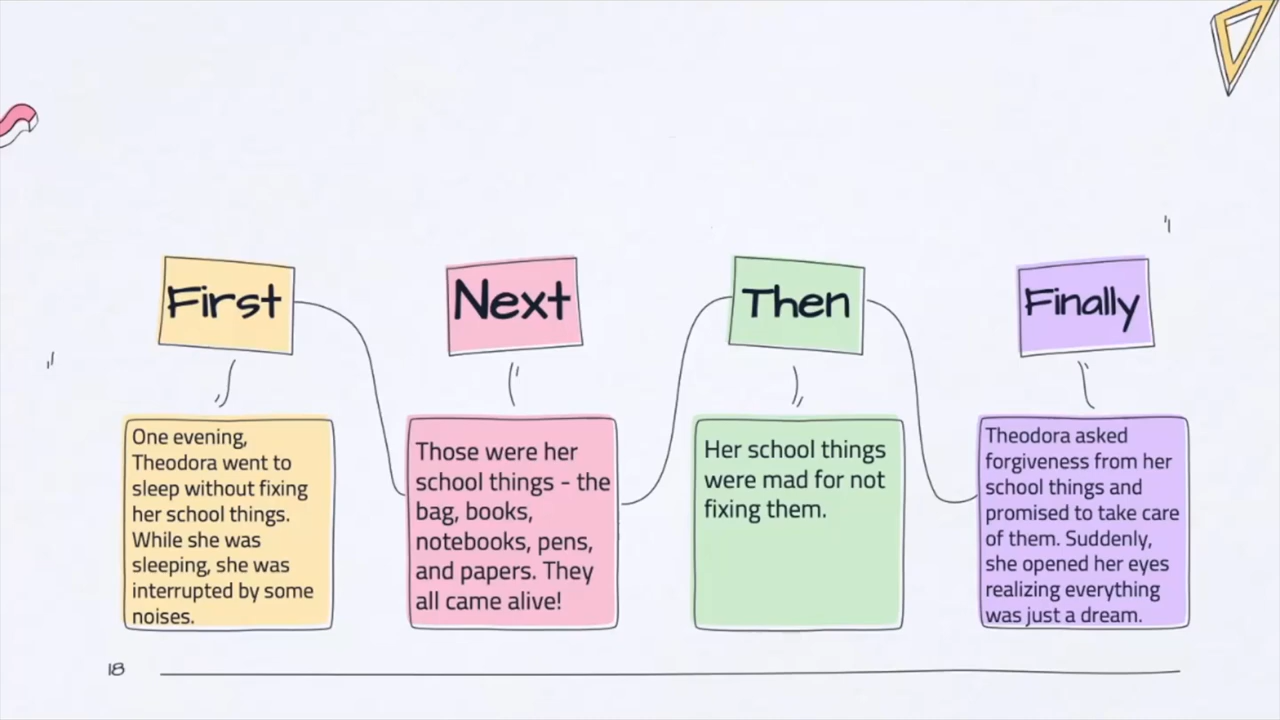 First
One evening,
Theodora went to
sleep without fixing
her school things.
While she was
sleeping, she was
interrupted by some
noises.
Next
Those were her
school things - the
bag, books,
notebooks, pens,
and papers. They
all came alive!
Then
Her school things
were mad for not
fixing them.
Finally
Theodora asked
forgiveness from her
school things and
promised to take care
of them. Suddenly,
she opened her eyes
realizing everything
was just a dream.
18